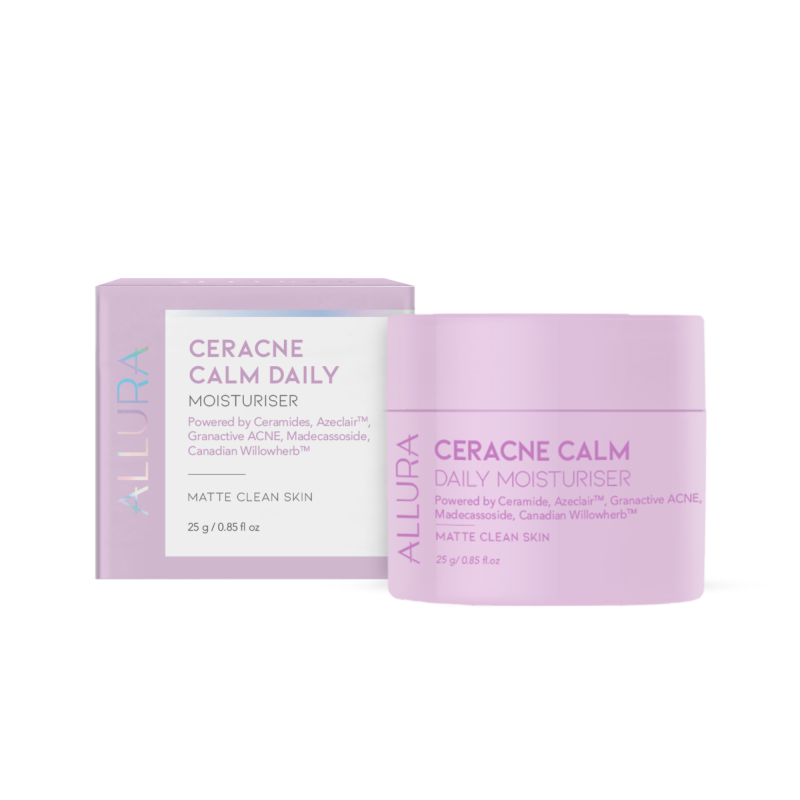 ALLURA
CERACNE
CALM DAILY
MOISTURISER
Powered by Ceramides, Azeclair™,
Granactive ACNE, Madecassoside,
Canadian Willowherb™
MATTE CLEAN SKIN
25 g / 0.85 fl oz
ALLURA
CERACNE CALM
DAILY MOISTURISER
Powered by Ceramide, Azeclair™, Granactive ACNE,
Madecassoside, Canadian Willowherb™
MATTE CLEAN SKIN
25 g/ 0.85 fl.oz